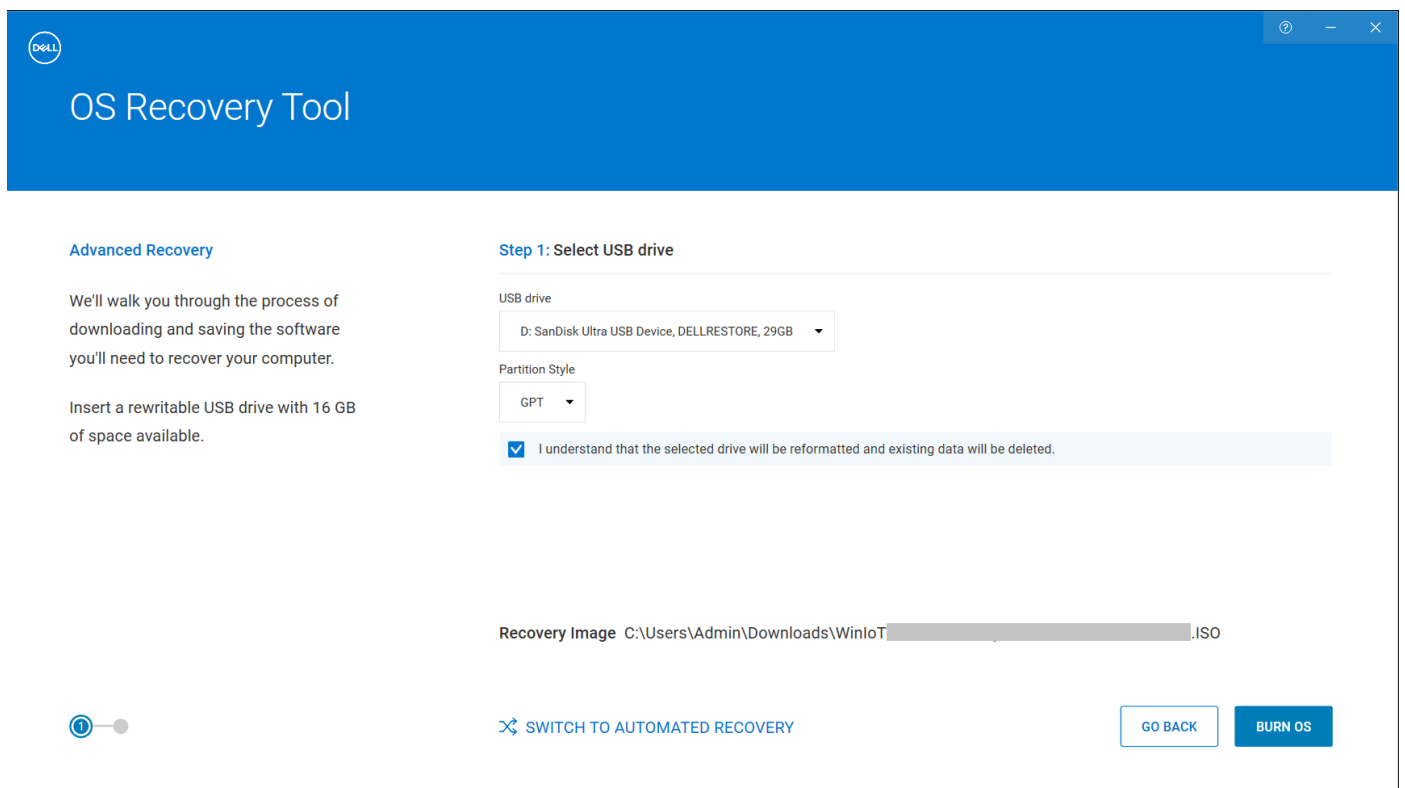 DELL
OS Recovery Tool
Advanced Recovery
We'll walk you through the process of
downloading and saving the software
you'll need to recover your computer.
Insert a rewritable USB drive with 16 GB
of space available.
Step 1: Select USB drive
USB drive
D: SanDisk Ultra USB Device, DELLRESTORE, 29GB
Partition Style
GPT
I understand that the selected drive will be reformatted and existing data will be deleted.
Recovery Image C:\Users\Admin\Downloads\WinIoT .ISO
1
SWITCH TO AUTOMATED RECOVERY
GO BACK
BURN OS